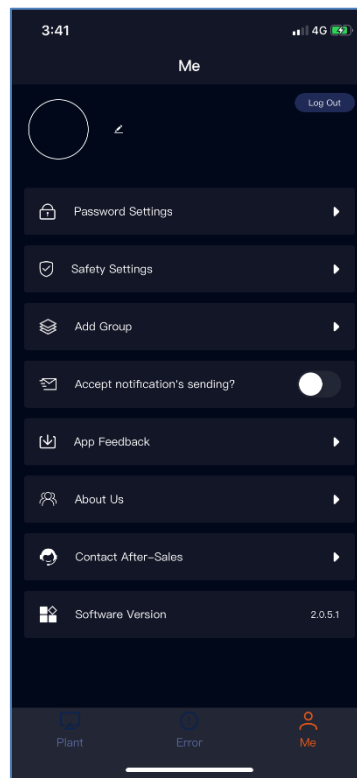 3:41
4G
Me
Log Out
Password Settings
Safety Settings
Add Group
Accept notification's sending?
App Feedback
About Us
Contact After-Sales
Software Version 2.0.5.1
Plant Error Me